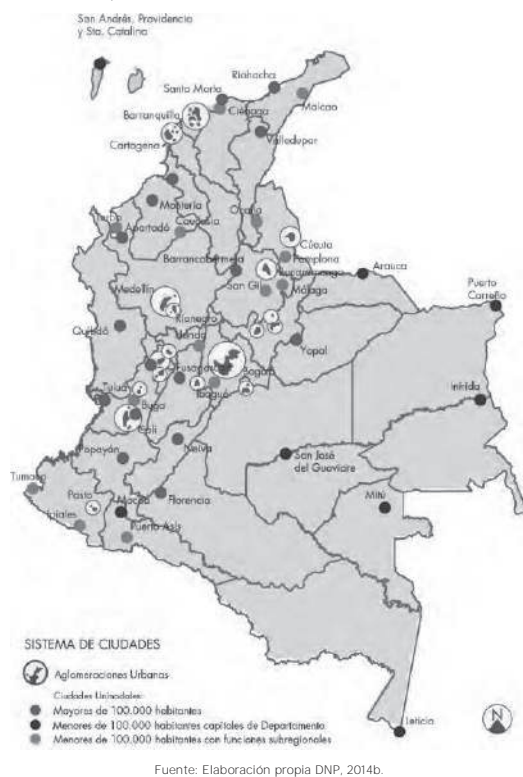 San Andrés, Providencia
y Sta. Catalina
Riohacha
Santa Marta
Maicao
Barranquilla
Ciénaga
Cartagena
Valledupar
Montería
Ocaña
Turbo
Caucasia
Apartadó
Cúcuta
Pamplona
Barrancabermeja
Bucaramanga
Arauca
Medellín
San Gil
Málaga
Puerto
Carreño
Rionegro
Quibdó
Yopal
Bogotá
Inírida
Tuluá
Ibagué
Buga
Cali
Neiva
San José
del Guaviare
Popayán
Tumaco
Mitú
Pasto
Mocoa
Florencia
Ipiales
Puerto Asís
SISTEMA DE CIUDADES
Aglomeraciones Urbanas
Ciudades Uninodales:
Mayores de 100.000 habitantes
Menores de 100.000 habitantes capitales de Departamento
Menores de 100.000 habitantes con funciones subregionales
N
Leticia
Fuente: Elaboración propia DNP, 2014b.